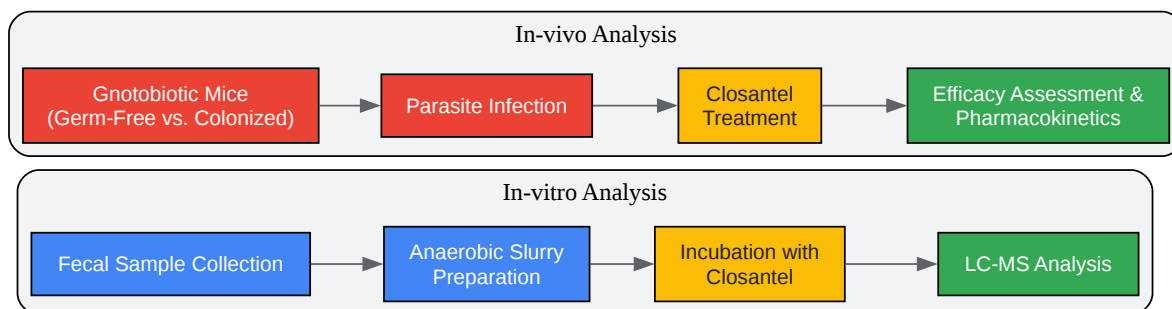 In-vivo Analysis
Gnotobiotic Mice
(Germ-Free vs. Colonized)
Parasite Infection
Closantel
Treatment
Efficacy Assessment &
Pharmacokinetics
In-vitro Analysis
Fecal Sample Collection
Anaerobic Slurry
Preparation
Incubation with
Closantel
LC-MS Analysis